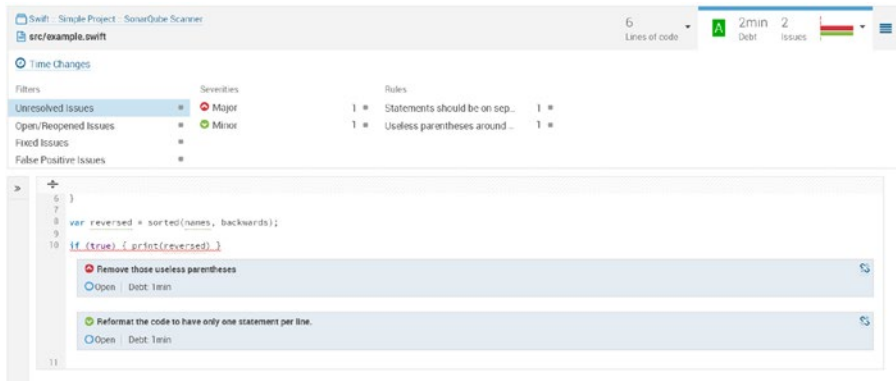 Swift :: Simple Project :: SonarQube Scanner
src/example.swift
6
Lines of code
A
2min
Debt
2
Issues
Time Changes
Filters
Severities
Rules
Unresolved Issues
Major 1
Statements should be on sep... 1
Open/Reopened Issues
Minor 1
Useless parentheses around ... 1
Fixed Issues
False Positive Issues
6 }
7
8 var reversed = sorted(names, backwards);
9
10 if (true) { print(reversed) }
Remove those useless parentheses
Open Debt: 1min
Reformat the code to have only one statement per line.
Open Debt: 1min
11